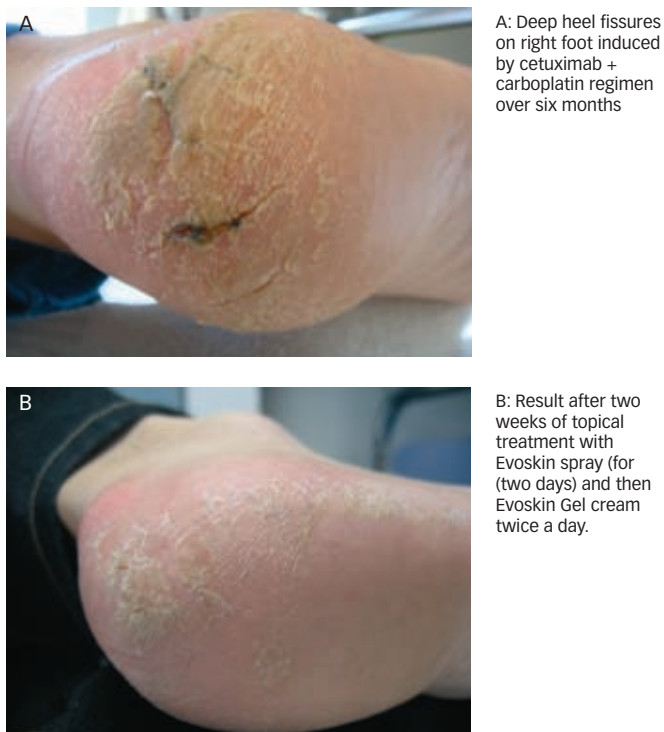 A
A: Deep heel fissures
on right foot induced
by cetuximab +
carboplatin regimen
over six months
B
B: Result after two
weeks of topical
treatment with
Evoskin spray (for
(two days) and then
Evoskin Gel cream
twice a day.